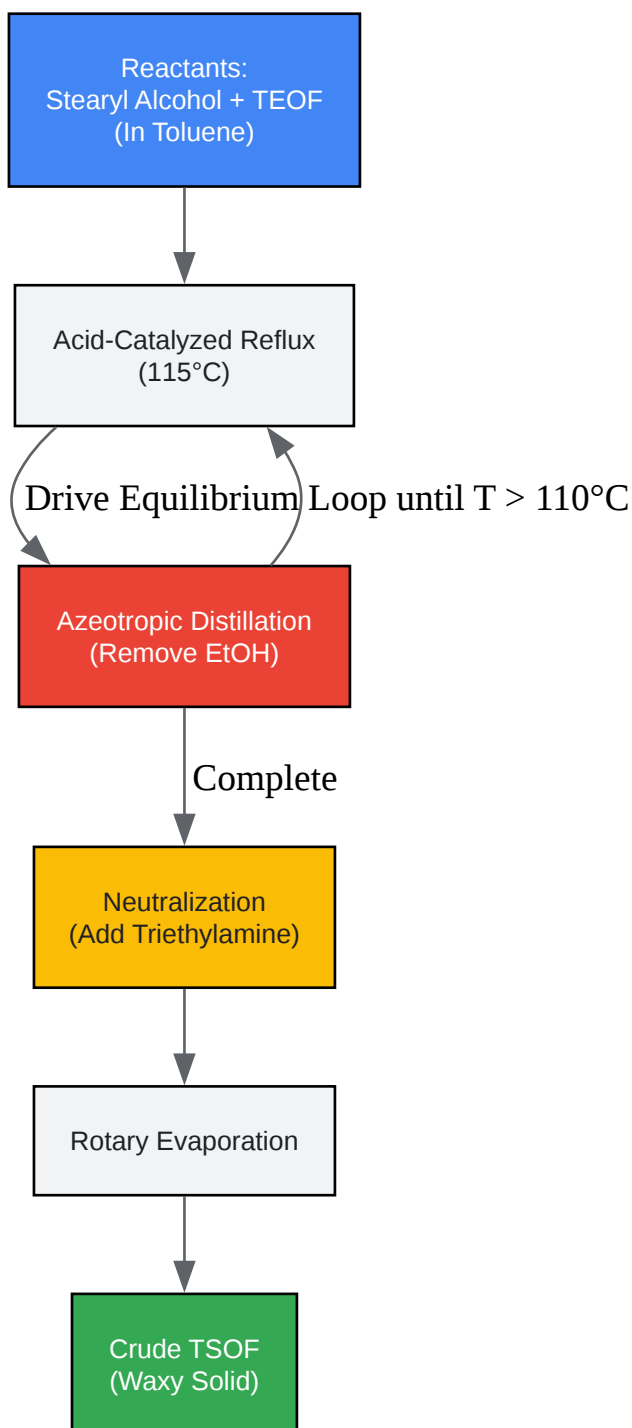 Reactants:
Stearyl Alcohol + TEOF
(In Toluene)
Acid-Catalyzed Reflux
(115°C)
Drive Equilibrium Loop until T > 110°C
Azeotropic Distillation
(Remove EtOH)
Complete
Neutralization
(Add Triethylamine)
Rotary Evaporation
Crude TSOF
(Waxy Solid)